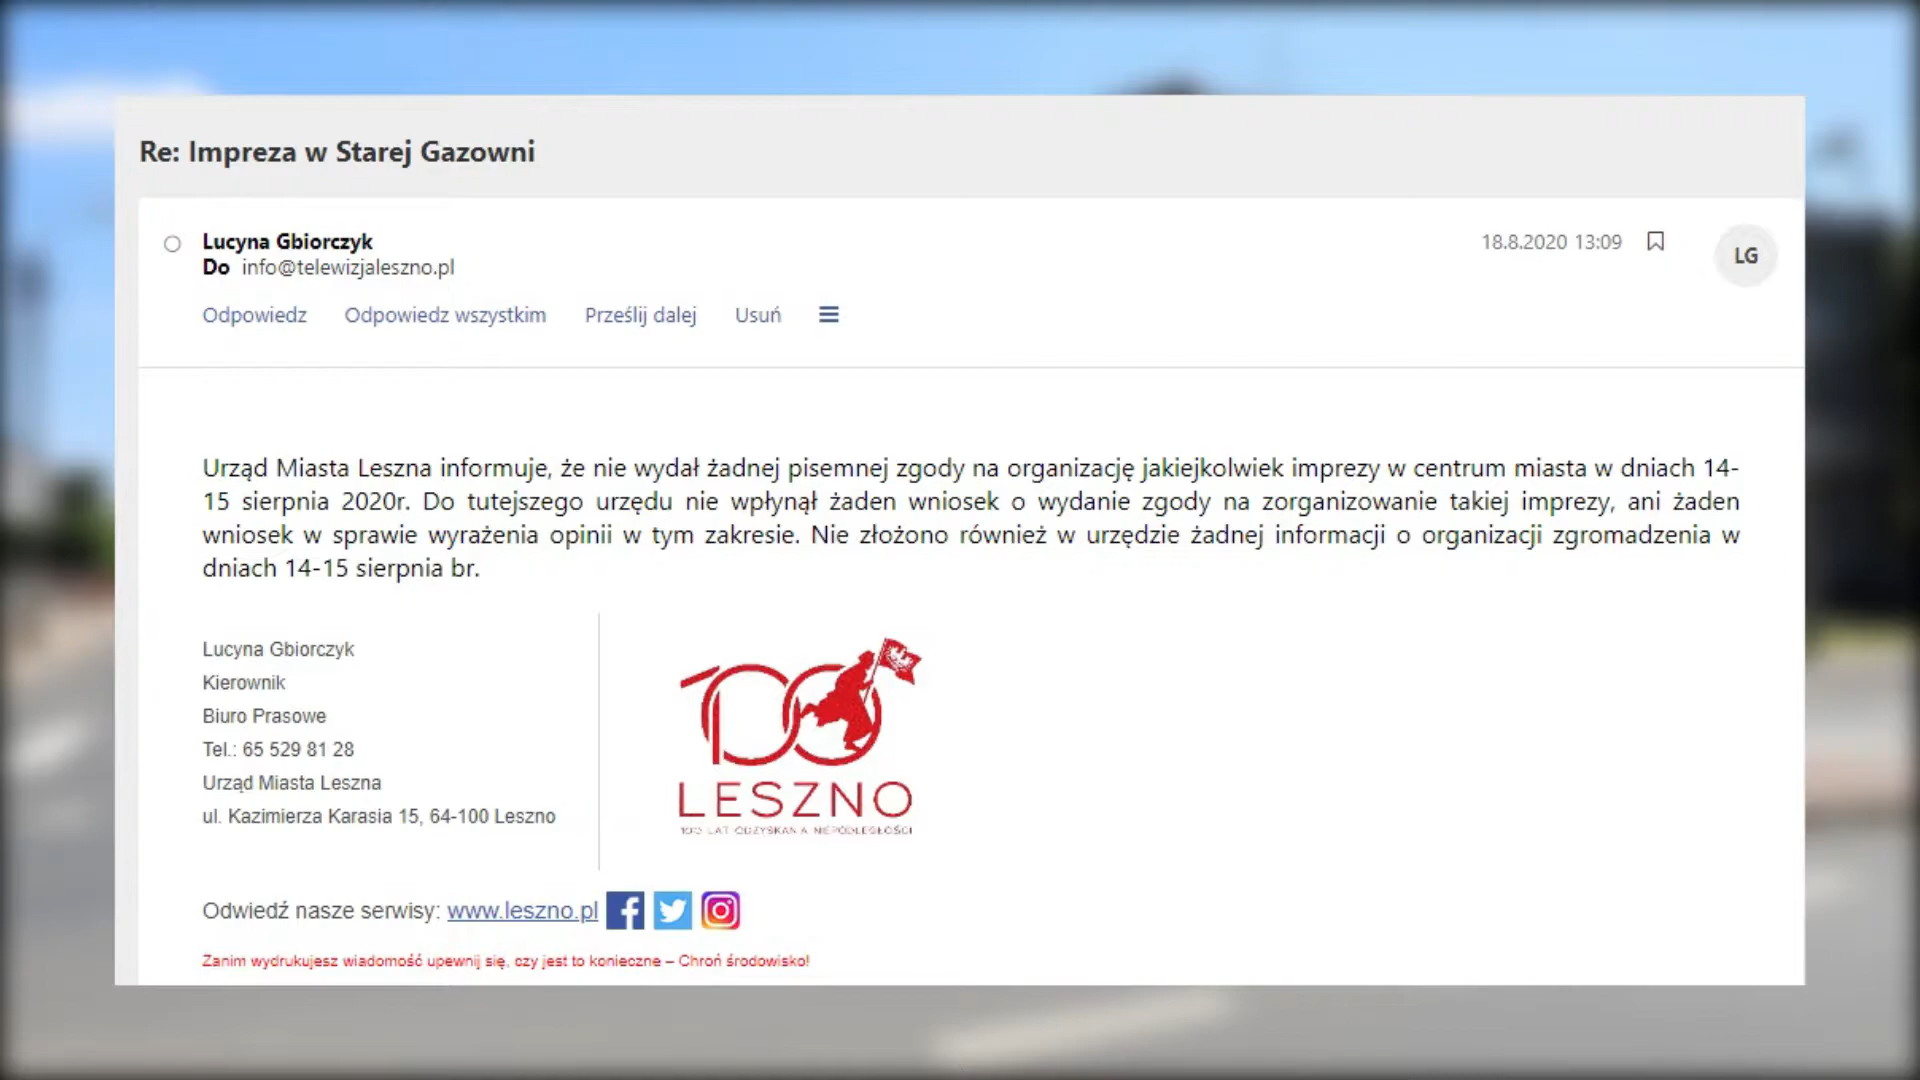 Re: Impreza w Starej Gazowni
Lucyna Gbiorczyk
18.8.2020 13:09
LG
Do info@telewizjaleszno.pl
Odpowiedz Odpowiedz wszystkim Prześlij dalej Usuń
Urząd Miasta Leszna informuje, że nie wydał żadnej pisemnej zgody na organizację jakiejkolwiek imprezy w centrum miasta w dniach 14-
15 sierpnia 2020r. Do tutejszego urzędu nie wpłynął żaden wniosek o wydanie zgody na zorganizowanie takiej imprezy, ani żaden
wniosek w sprawie wyrażenia opinii w tym zakresie. Nie złożono również w urzędzie żadnej informacji o organizacji zgromadzenia w
dniach 14-15 sierpnia br.
Lucyna Gbiorczyk
Kierownik
Biuro Prasowe
Tel.: 65 529 81 28
Urząd Miasta Leszna
ul. Kazimierza Karasia 15, 64-100 Leszno
100
LESZNO
100 LAT ODZYSKANIA NIEPODLEGŁOŚCI
Odwiedź nasze serwisy: www.leszno.pl
Zanim wydrukujesz wiadomość upewnij się, czy jest to konieczne – Chroń środowisko!